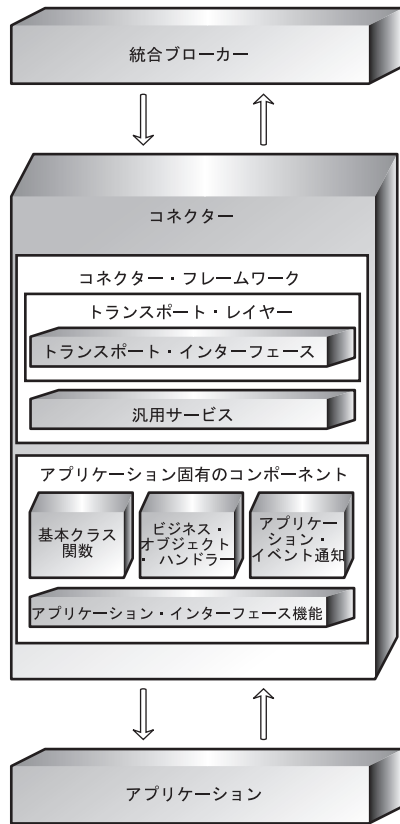 統合ブローカー
コネクター
コネクター・フレームワーク
トランスポート・レイヤー
トランスポート・インターフェース
汎用サービス
アプリケーション固有のコンポーネント
基本クラス
関数
ビジネス・
オブジェクト
・ハンドラー
アプリケー
ション・
イベント通知
アプリケーション・インターフェース機能
アプリケーション